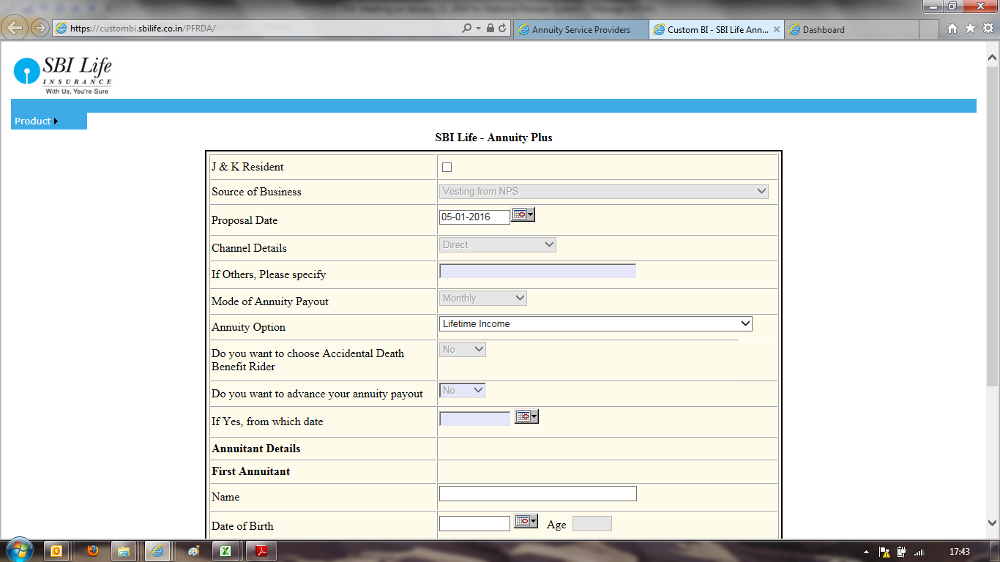 https://custombi.sbilife.co.in/PFRDA/
Annuity Service Providers
Custom BI - SBI Life Ann...
Dashboard
SBI Life
INSURANCE
With Us, You're Sure
Product
SBI Life - Annuity Plus
J & K Resident
Source of Business Vesting from NPS
Proposal Date 05-01-2016
Channel Details Direct
If Others, Please specify
Mode of Annuity Payout Monthly
Annuity Option Lifetime Income
Do you want to choose Accidental Death No
Benefit Rider
Do you want to advance your annuity payout No
If Yes, from which date
Annuitant Details
First Annuitant
Name
Date of Birth Age
17:43